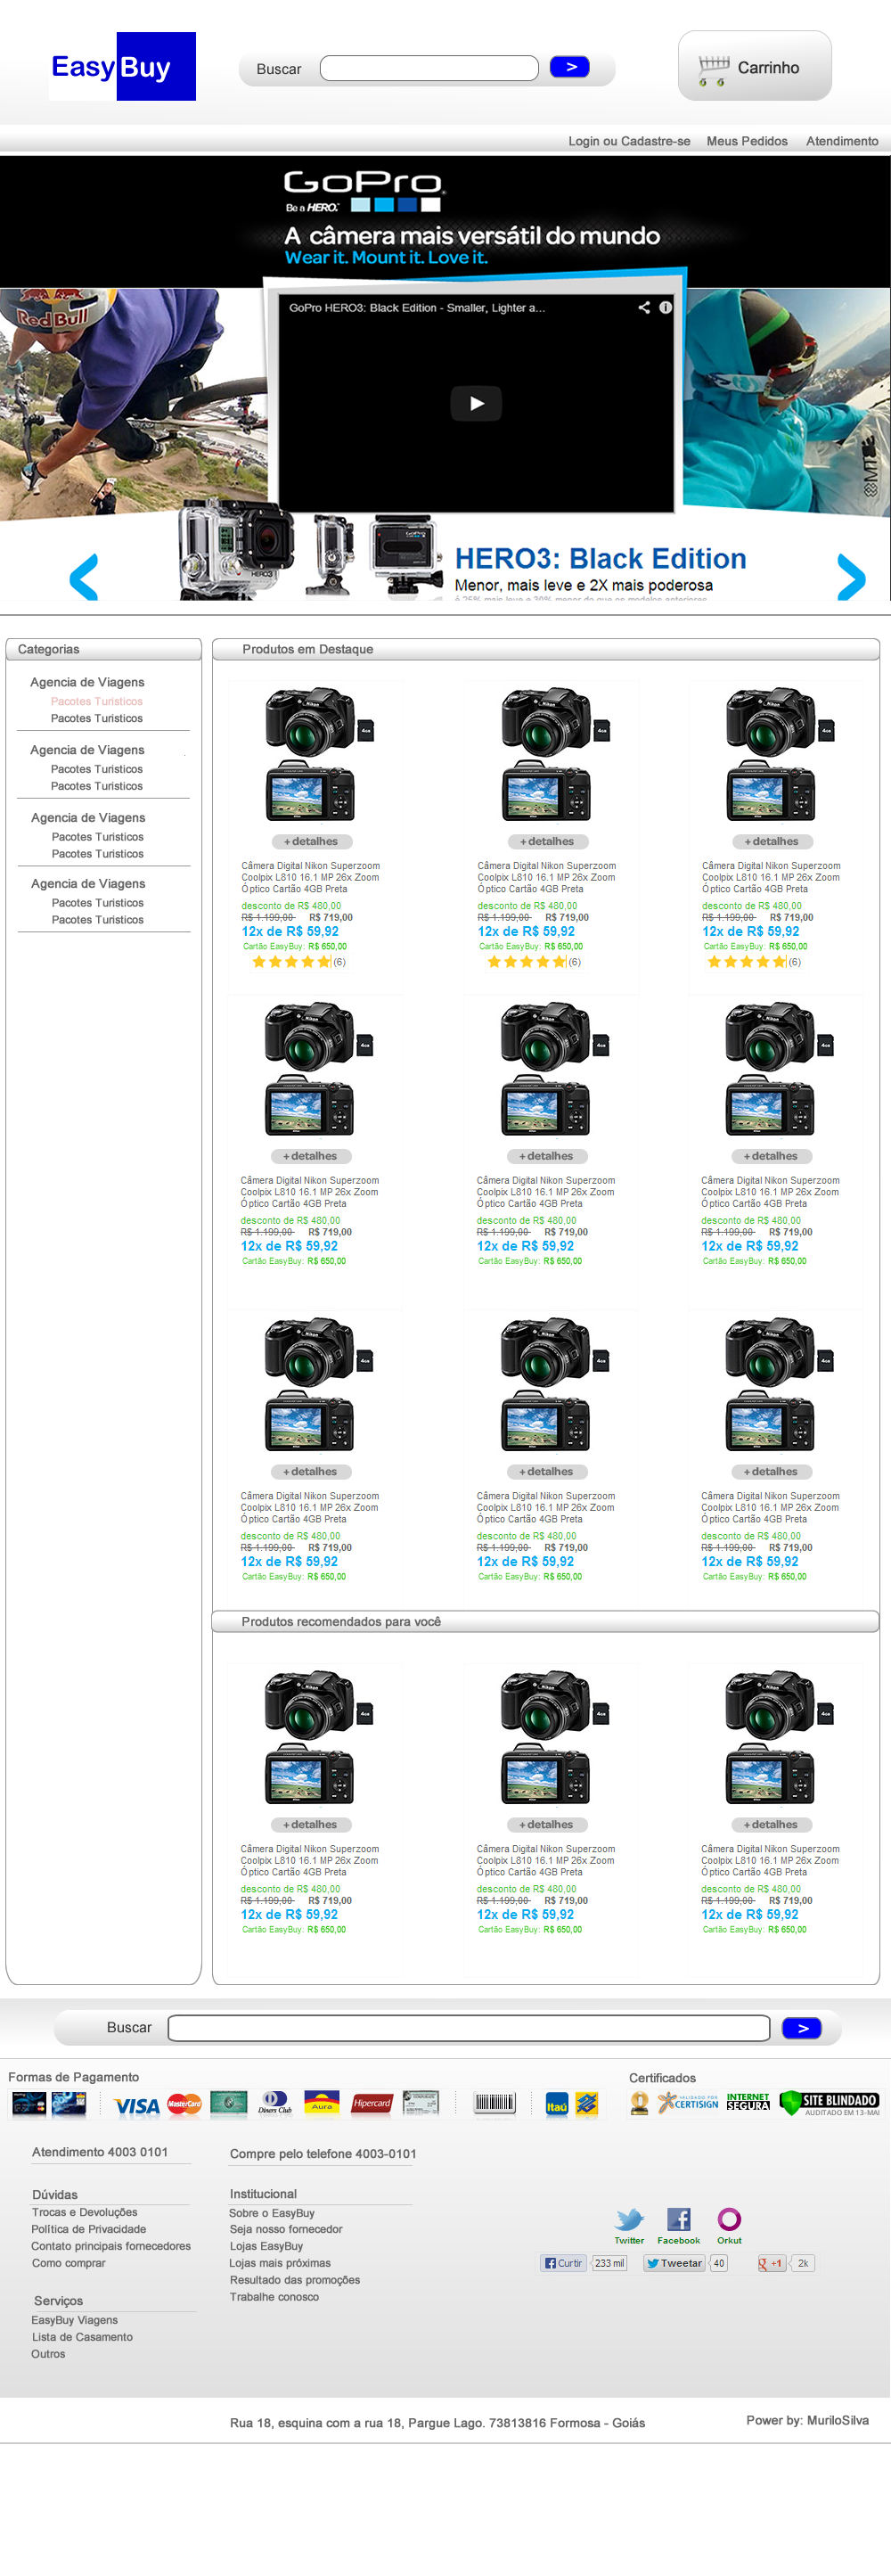 EasyBuy
Buscar
>
Carrinho
Login ou Cadastre-se Meus Pedidos Atendimento
GoPro
Be a HERO.
A câmera mais versátil do mundo
Wear it. Mount it. Love it.
Red Bull
GoPro HERO3: Black Edition - Smaller, Lighter a...
HERO3: Black Edition
Menor, mais leve e 2X mais poderosa
é 25% mais leve e 30% menor do que os modelos anteriores
Categorias
Agencia de Viagens
Pacotes Turisticos
Pacotes Turisticos
Agencia de Viagens
Pacotes Turisticos
Pacotes Turisticos
Agencia de Viagens
Pacotes Turisticos
Pacotes Turisticos
Agencia de Viagens
Pacotes Turisticos
Pacotes Turisticos
Produtos em Destaque
+detalhes +detalhes +detalhes
Câmera Digital Nikon Superzoom Câmera Digital Nikon Superzoom Câmera Digital Nikon Superzoom
Coolpix L810 16.1 MP 26x Zoom Coolpix L810 16.1 MP 26x Zoom Coolpix L810 16.1 MP 26x Zoom
Óptico Cartão 4GB Preta Óptico Cartão 4GB Preta Óptico Cartão 4GB Preta
desconto de R$ 480,00 desconto de R$ 480,00 desconto de R$ 480,00
R$ 1.199,00 R$ 719,00 R$ 1.199,00 R$ 719,00 R$ 1.199,00 R$ 719,00
12x de R$ 59,92 12x de R$ 59,92 12x de R$ 59,92
Cartão EasyBuy: R$ 650,00 Cartão EasyBuy: R$ 650,00 Cartão EasyBuy: R$ 650,00
(6) (6) (6)
+detalhes +detalhes +detalhes
Câmera Digital Nikon Superzoom Câmera Digital Nikon Superzoom Câmera Digital Nikon Superzoom
Coolpix L810 16.1 MP 26x Zoom Coolpix L810 16.1 MP 26x Zoom Coolpix L810 16.1 MP 26x Zoom
Óptico Cartão 4GB Preta Óptico Cartão 4GB Preta Óptico Cartão 4GB Preta
desconto de R$ 480,00 desconto de R$ 480,00 desconto de R$ 480,00
R$ 1.199,00 R$ 719,00 R$ 1.199,00 R$ 719,00 R$ 1.199,00 R$ 719,00
12x de R$ 59,92 12x de R$ 59,92 12x de R$ 59,92
Cartão EasyBuy: R$ 650,00 Cartão EasyBuy: R$ 650,00 Cartão EasyBuy: R$ 650,00
+detalhes +detalhes +detalhes
Câmera Digital Nikon Superzoom Câmera Digital Nikon Superzoom Câmera Digital Nikon Superzoom
Coolpix L810 16.1 MP 26x Zoom Coolpix L810 16.1 MP 26x Zoom Coolpix L810 16.1 MP 26x Zoom
Óptico Cartão 4GB Preta Óptico Cartão 4GB Preta Óptico Cartão 4GB Preta
desconto de R$ 480,00 desconto de R$ 480,00 desconto de R$ 480,00
R$ 1.199,00 R$ 719,00 R$ 1.199,00 R$ 719,00 R$ 1.199,00 R$ 719,00
12x de R$ 59,92 12x de R$ 59,92 12x de R$ 59,92
Cartão EasyBuy: R$ 650,00 Cartão EasyBuy: R$ 650,00 Cartão EasyBuy: R$ 650,00
Produtos recomendados para você
+detalhes +detalhes +detalhes
Câmera Digital Nikon Superzoom Câmera Digital Nikon Superzoom Câmera Digital Nikon Superzoom
Coolpix L810 16.1 MP 26x Zoom Coolpix L810 16.1 MP 26x Zoom Coolpix L810 16.1 MP 26x Zoom
Óptico Cartão 4GB Preta Óptico Cartão 4GB Preta Óptico Cartão 4GB Preta
desconto de R$ 480,00 desconto de R$ 480,00 desconto de R$ 480,00
R$ 1.199,00 R$ 719,00 R$ 1.199,00 R$ 719,00 R$ 1.199,00 R$ 719,00
12x de R$ 59,92 12x de R$ 59,92 12x de R$ 59,92
Cartão EasyBuy: R$ 650,00 Cartão EasyBuy: R$ 650,00 Cartão EasyBuy: R$ 650,00
Buscar
>
Formas de Pagamento
VISA MasterCard Diners Club Aura Hipercard Itaú
Certificados
VALIDADO POR
CERTISIGN
INTERNET
SEGURA
SITE BLINDADO
AUDITADO EM 13-MAI
Atendimento 4003 0101
Dúvidas
Trocas e Devoluções
Política de Privacidade
Contato principais fornecedores
Como comprar
Serviços
EasyBuy Viagens
Lista de Casamento
Outros
Compre pelo telefone 4003-0101
Institucional
Sobre o EasyBuy
Seja nosso fornecedor
Lojas EasyBuy
Lojas mais próximas
Resultado das promoções
Trabalhe conosco
Twitter Facebook Orkut
Curtir 233 mil Tweetar 40 g +1 2k
Rua 18, esquina com a rua 18, Pargue Lago. 73813816 Formosa - Goiás
Power by: MuriloSilva